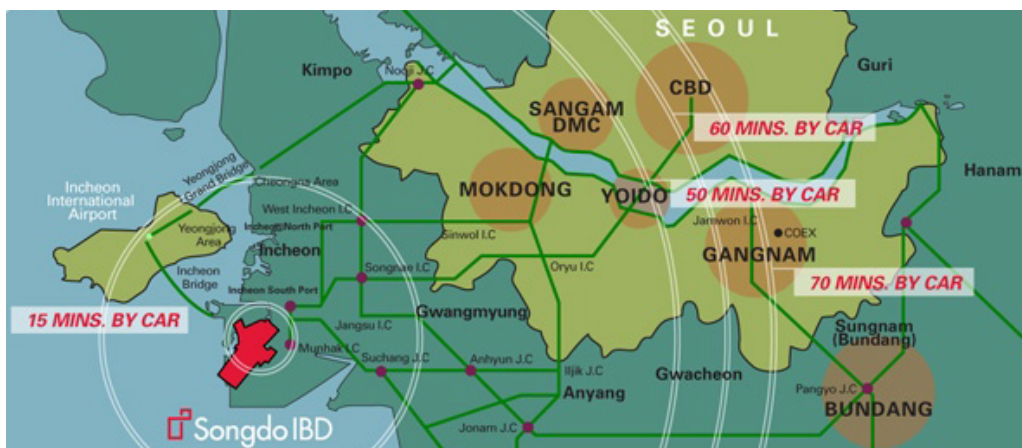 SEOUL
Kimpo
Nooji J.C
CBD
Guri
SANGAM
DMC
60 MINS. BY CAR
Yeongjong
Grand Bridge
Cheongna Area
Hanam
Incheon
International
Airport
MOKDONG
YOIDO
50 MINS. BY CAR
West Incheon I.C
Incheon North Port
Jamwon I.C
COEX
Yeongjong
Area
Incheon
Sinwol I.C
GANGNAM
Oryu I.C
Incheon
Bridge
Songnae I.C
70 MINS. BY CAR
Incheon South Port
15 MINS. BY CAR
Jangsu I.C
Gwangmyung
Sungnam
(Bundang)
Munhak I.C
Suchang J.C
Anhyun J.C
Iljik J.C
Gwacheon
Anyang
Pangyo J.C
BUNDANG
Songdo IBD
Jonam J.C